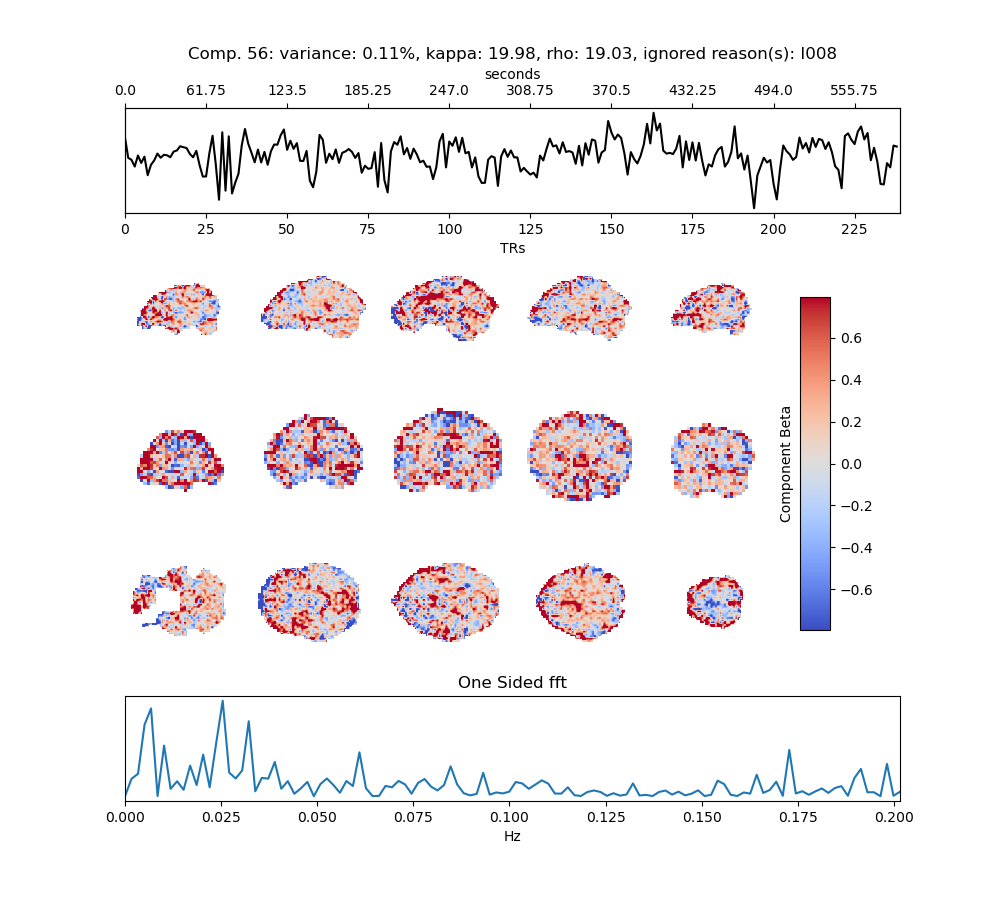 Comp. 56: variance: 0.11%, kappa: 19.98, rho: 19.03, ignored reason(s): I008
seconds
0.0 61.75 123.5 185.25 247.0 308.75 370.5 432.25 494.0 555.75
0 25 50 75 100 125 150 175 200 225
TRs
0.6
0.4
0.2
0.0
−0.2
−0.4
−0.6
Component Beta
One Sided fft
0.000 0.025 0.050 0.075 0.100 0.125 0.150 0.175 0.200
Hz